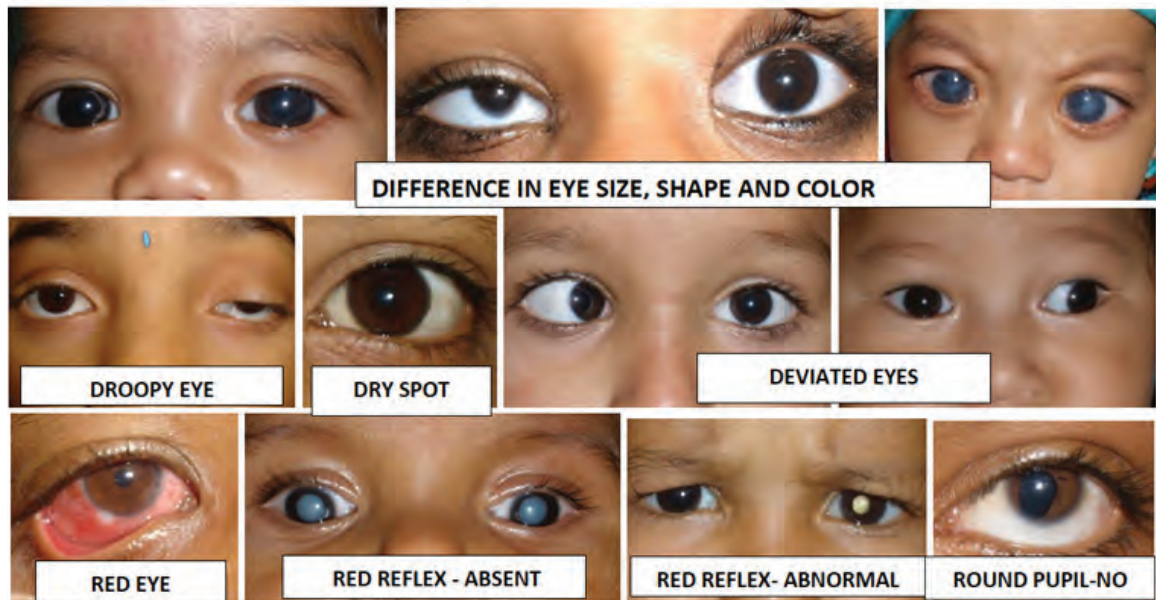 DIFFERENCE IN EYE SIZE, SHAPE AND COLOR
DROOPY EYE
DRY SPOT
DEVIATED EYES
RED EYE
RED REFLEX - ABSENT
RED REFLEX- ABNORMAL
ROUND PUPIL-NO